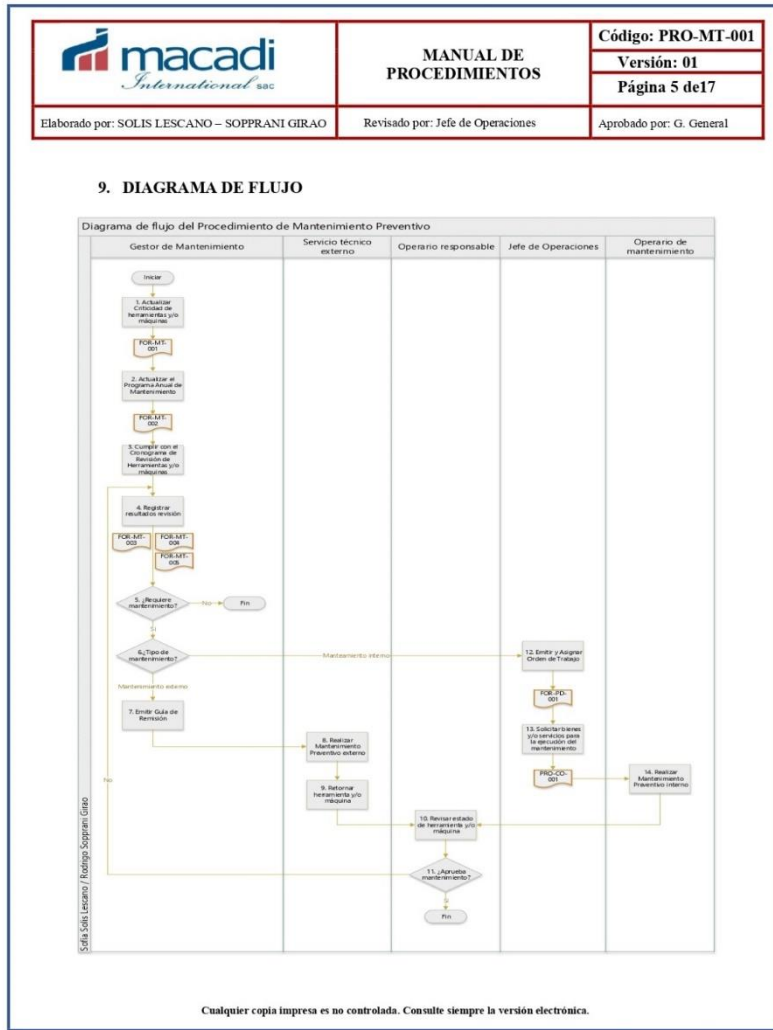 macadi
International sac
MANUAL DE
PROCEDIMIENTOS
Código: PRO-MT-001
Versión: 01
Página 5 de17
Elaborado por: SOLIS LESCANO – SOPPRANI GIRAO
Revisado por: Jefe de Operaciones
Aprobado por: G. General
9. DIAGRAMA DE FLUJO
Diagrama de flujo del Procedimiento de Mantenimiento Preventivo
Gestor de Mantenimiento
Servicio técnico
externo
Operario responsable
Jefe de Operaciones
Operario de
mantenimiento
Iniciar
1. Actualizar
Criticidad de
herramientas y/o
máquinas
FOR-MT-
001
2. Actualizar el
Programa Anual de
Mantenimiento
FOR-MT-
002
3. Cumplir con el
Cronograma de
Revisión de
Herramientas y/o
máquinas
4. Registrar
resultados revisión
FOR-MT-
003
FOR-MT-
004
FOR-MT-
005
5. ¿Requiere
mantenimiento?
No
Fin
Si
6.¿Tipo de
mantenimiento?
Mantenimiento interno
Mantenimiento externo
7. Emitir Guía de
Remisión
8. Realizar
Mantenimiento
Preventivo externo
9. Retornar
herramienta y/o
máquina
12. Emitir y Asignar
Orden de Trabajo
FOR-PD-
001
13. Solicitar bienes
y/o servicios para
la ejecución del
mantenimiento
PRO-CO-
001
14. Realizar
Mantenimiento
Preventivo interno
10. Revisar estado
de herramienta y/o
máquina
11. ¿Aprueba
mantenimiento?
No
Si
Fin
Sofía Solis Lescano / Rodrigo Sopprani Girao
Cualquier copia impresa es no controlada. Consulte siempre la versión electrónica.